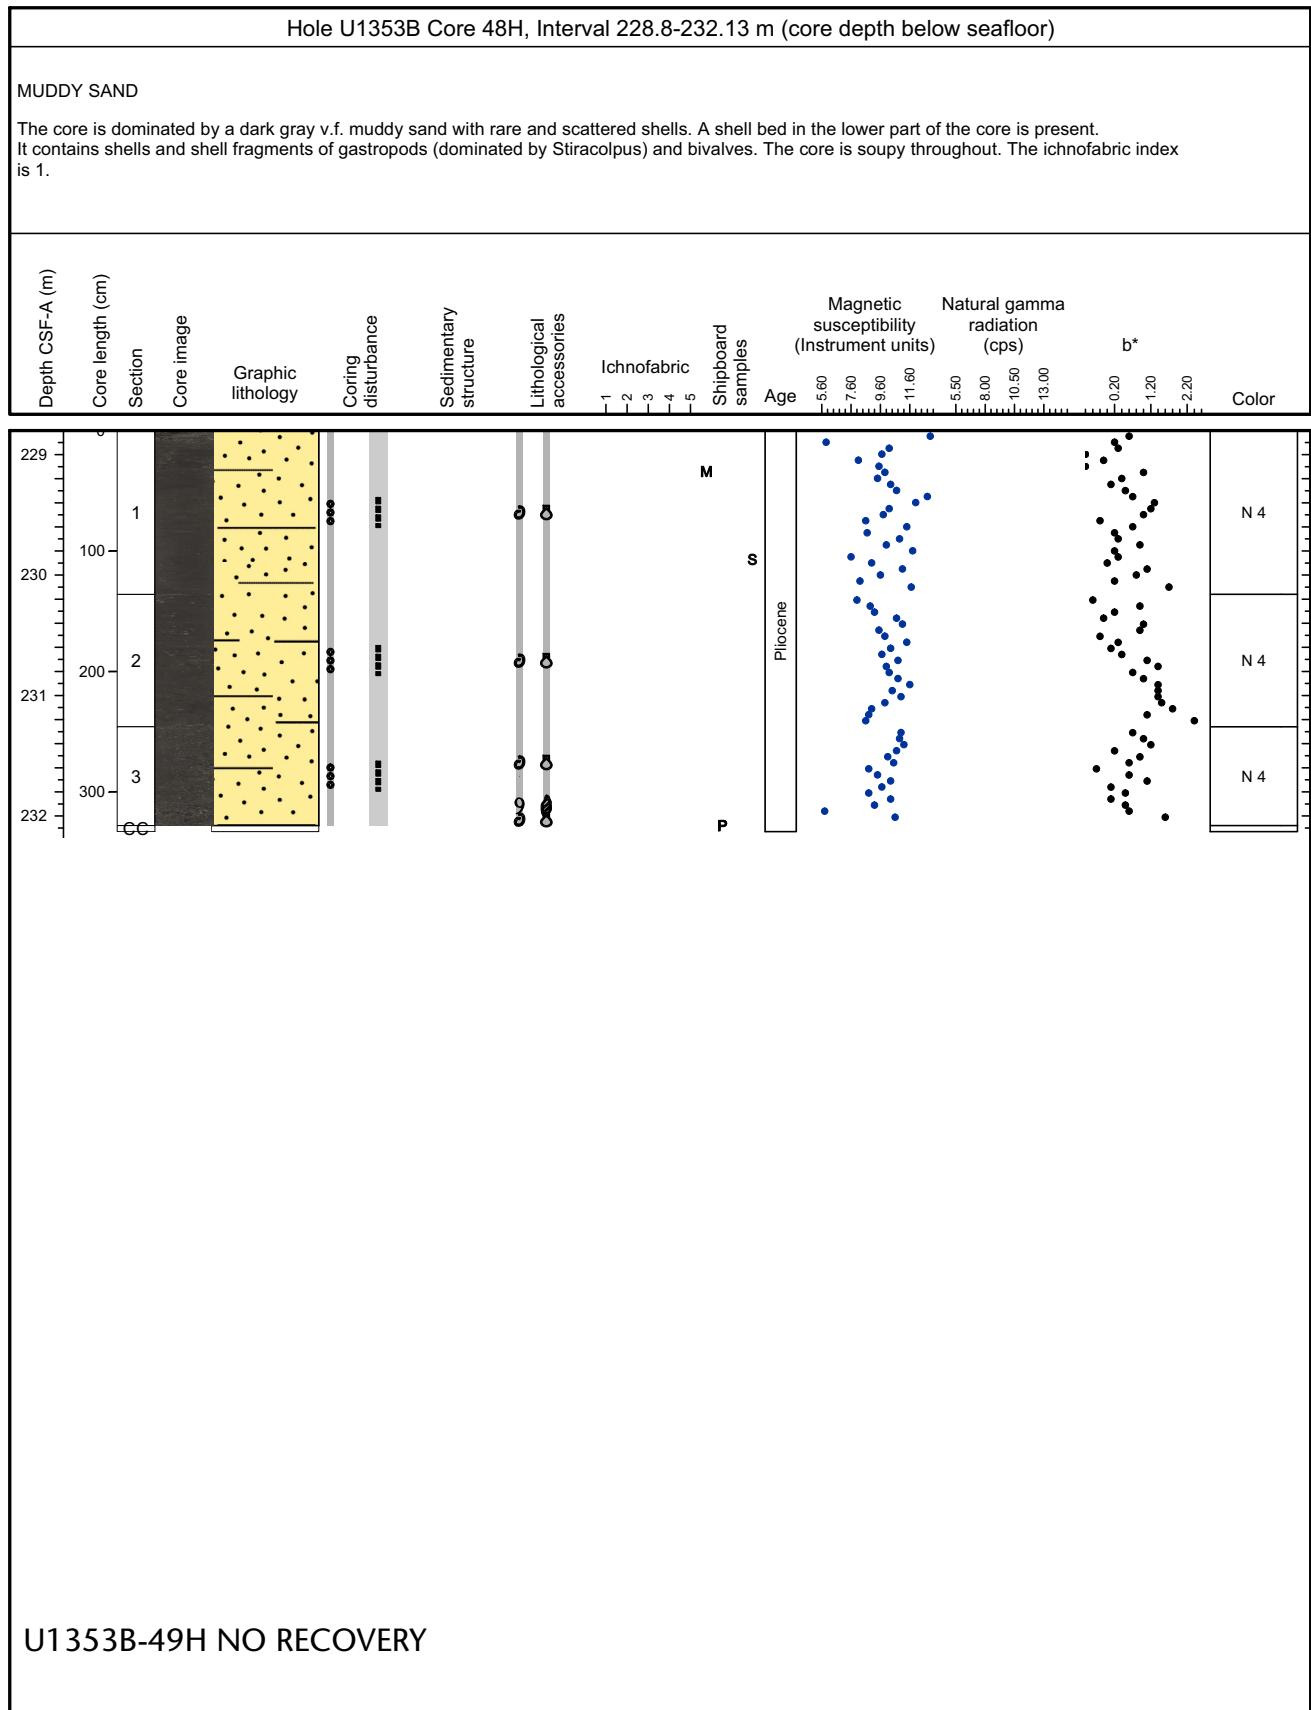 Hole U1353B Core 48H, Interval 228.8-232.13 m (core depth below seafloor)
MUDDY SAND
The core is dominated by a dark gray v.f. muddy sand with rare and scattered shells. A shell bed in the lower part of the core is present.
It contains shells and shell fragments of gastropods (dominated by Stiracolpus) and bivalves. The core is soupy throughout. The ichnofabric index
is 1.
Depth CSF-A (m)
Core length (cm)
Section
Core image
Graphic
lithology
Coring
disturbance
Sedimentary
structure
Lithological
accessories
Ichnofabric
1 2 3 4 5
Shipboard
samples
Age
Magnetic
susceptibility
(Instrument units)
5.60 7.60 9.60 11.60
Natural gamma
radiation
(cps)
5.50 8.00 10.50 13.00
b*
0.20 1.20 2.20
Color
0
229
M
1
N 4
100
S
230
Pliocene
2
N 4
200
231
3
N 4
300
232
CC
P
U1353B-49H NO RECOVERY